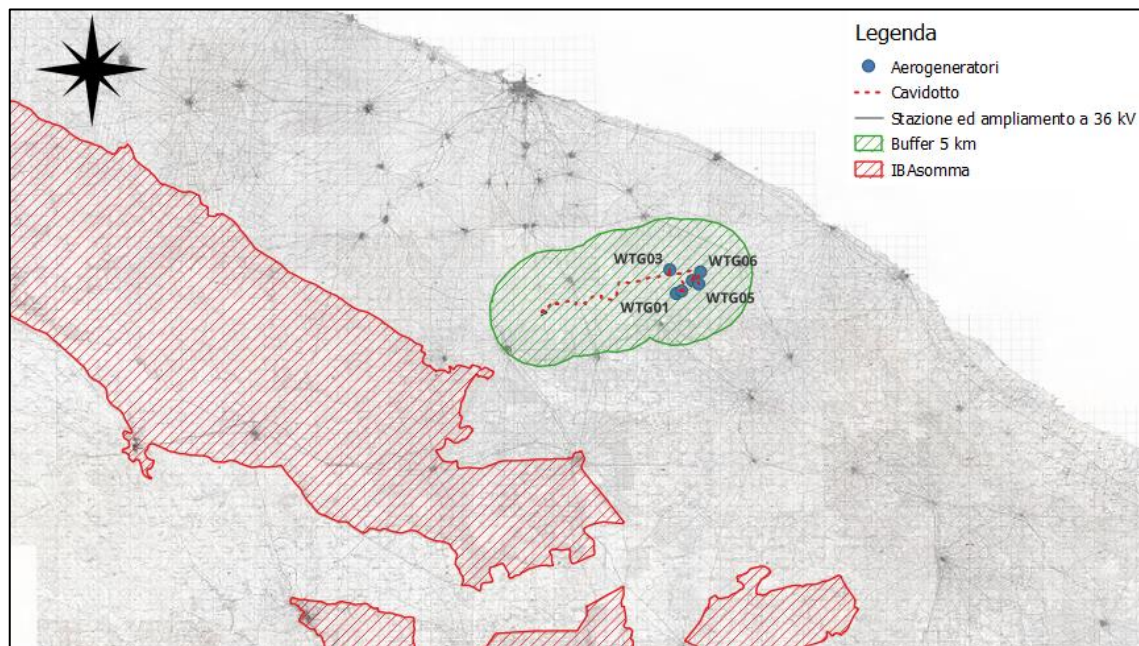 Legenda
Aerogeneratori
Cavidotto
Stazione ed ampliamento a 36 kV
Buffer 5 km
IBAsomma
WTG03
WTG06
WTG01
WTG05